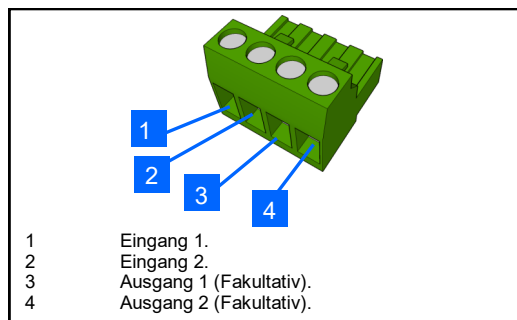 1
2
3
4
1 Eingang 1.
2 Eingang 2.
3 Ausgang 1 (Fakultativ).
4 Ausgang 2 (Fakultativ).